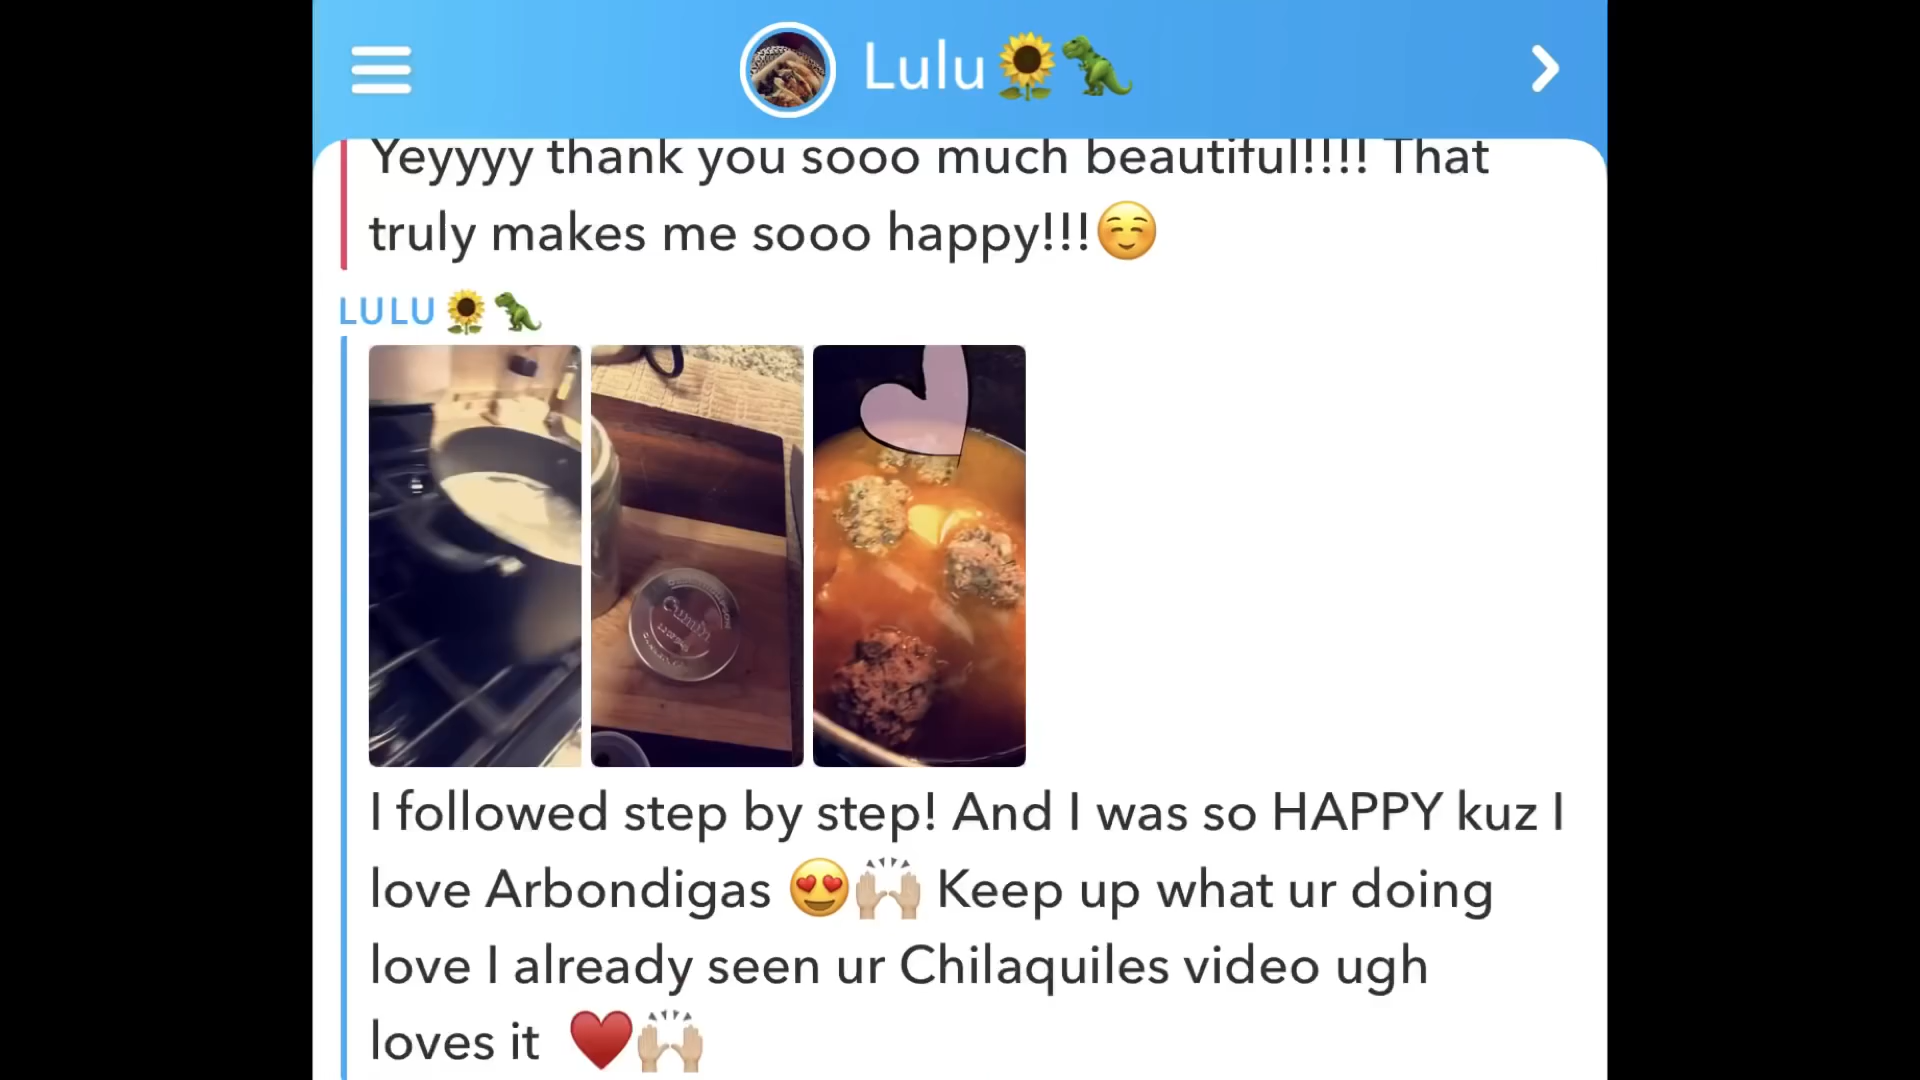 Lulu🌻🦖
Yeyyyy thank you sooo much beautiful!!!! That
truly makes me sooo happy!!!☺️
LULU🌻🦖
Cumin
I followed step by step! And I was so HAPPY kuz I
love Arbondigas 😍🙌🏼 Keep up what ur doing
love I already seen ur Chilaquiles video ugh
loves it ♥️🙌🏼